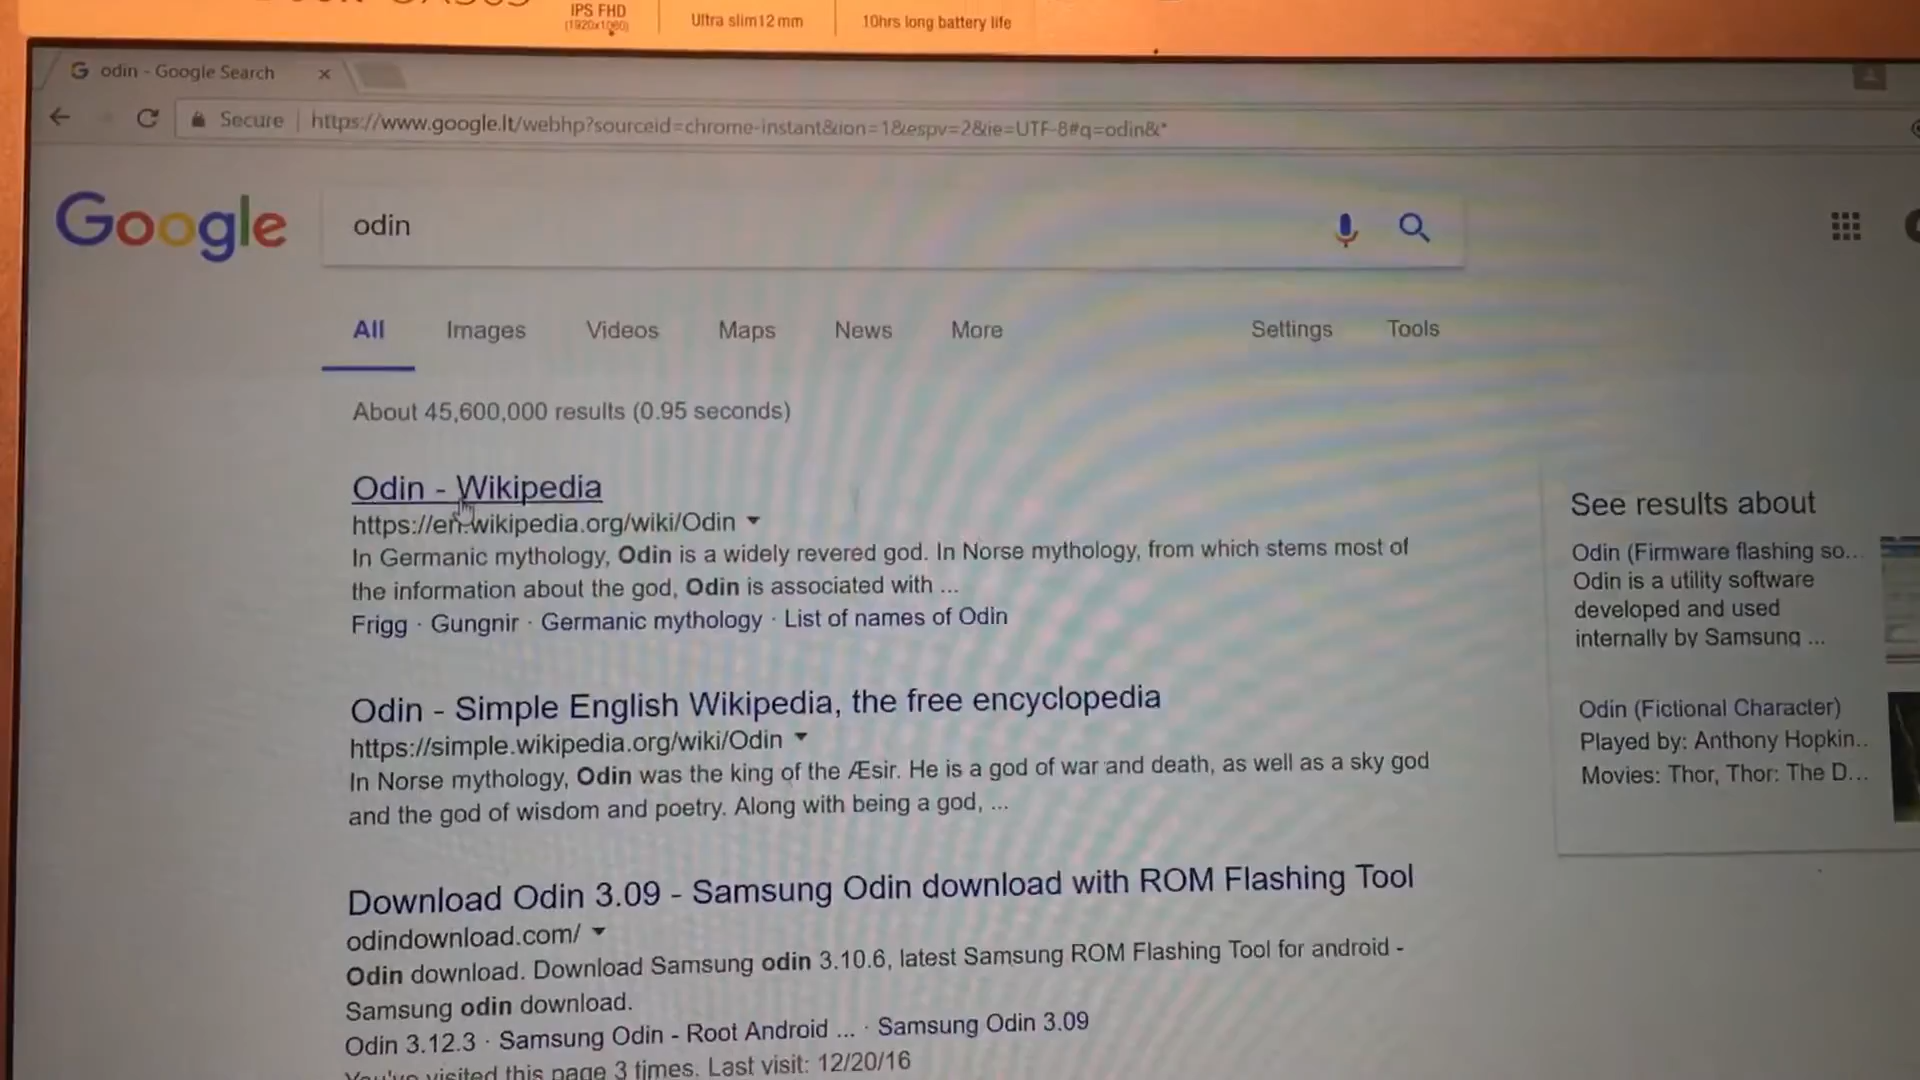 IPS FHD
(1920x1080)
Ultra slim12mm
10hrs long battery life
odin - Google Search
Secure
https://www.google.lt/webhp?sourceid=chrome-instant&ion=1&espv=2&ie=UTF-8#q=odin&*
Google
odin
All
Images
Videos
Maps
News
More
Settings
Tools
About 45,600,000 results (0.95 seconds)
Odin - Wikipedia
https://en.wikipedia.org/wiki/Odin
In Germanic mythology, Odin is a widely revered god. In Norse mythology, from which stems most of
the information about the god, Odin is associated with ...
Frigg · Gungnir · Germanic mythology · List of names of Odin
Odin - Simple English Wikipedia, the free encyclopedia
https://simple.wikipedia.org/wiki/Odin
In Norse mythology, Odin was the king of the Æsir. He is a god of war and death, as well as a sky god
and the god of wisdom and poetry. Along with being a god, ...
Download Odin 3.09 - Samsung Odin download with ROM Flashing Tool
odindownload.com/
Odin download. Download Samsung odin 3.10.6, latest Samsung ROM Flashing Tool for android -
Samsung odin download.
Odin 3.12.3 · Samsung Odin - Root Android ... · Samsung Odin 3.09
You've visited this page 3 times. Last visit: 12/20/16
See results about
Odin (Firmware flashing so...
Odin is a utility software
developed and used
internally by Samsung ...
Odin (Fictional Character)
Played by: Anthony Hopkin..
Movies: Thor, Thor: The D...